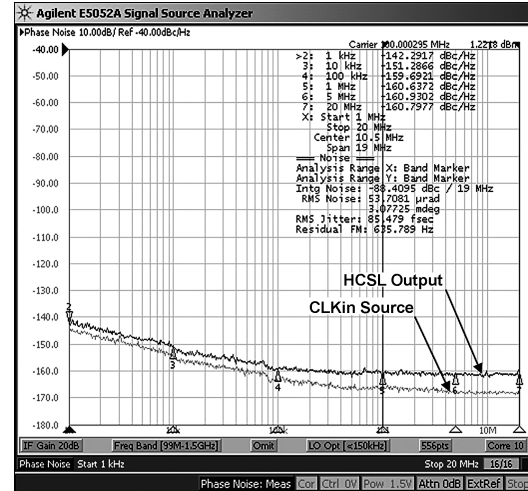 Agilent E5052A Signal Source Analyzer
▶Phase Noise 10.00dB/ Ref -40.00dBc/Hz
-40.00
Carrier 100.000295 MHz 1.2218 dBm
>2: 1 kHz -142.2917 dBc/Hz
3: 10 kHz -151.2866 dBc/Hz
4: 100 kHz -159.6921 dBc/Hz
5: 1 MHz -160.6372 dBc/Hz
6: 5 MHz -160.9302 dBc/Hz
7: 20 MHz -160.7977 dBc/Hz
X: Start 1 MHz
Stop 20 MHz
Center 10.5 MHz
Span 19 MHz
=== Noise ===
Analysis Range X: Band Marker
Analysis Range Y: Band Marker
Intg Noise: -88.4095 dBc / 19 MHz
RMS Noise: 53.7081 µrad
3.07725 mdeg
RMS Jitter: 85.479 fsec
Residual FM: 635.789 Hz
-50.00
-60.00
-70.00
-80.00
-90.00
-100.0
-110.0
-120.0
-130.0
-140.0
-150.0
-160.0
-170.0
-180.0
HCSL Output
CLKin Source
2
3
4
5
6
10M
IF Gain 20dB Freq Band [99M-1.5GHz] Omit LO Opt [<150kHz] 556pts Corre 10
Phase Noise Start 1 kHz Stop 20 MHz 16/16
Phase Noise: Meas Cor Ctrl 0V Pow 1.5V Attn 0dB ExtRef Stop